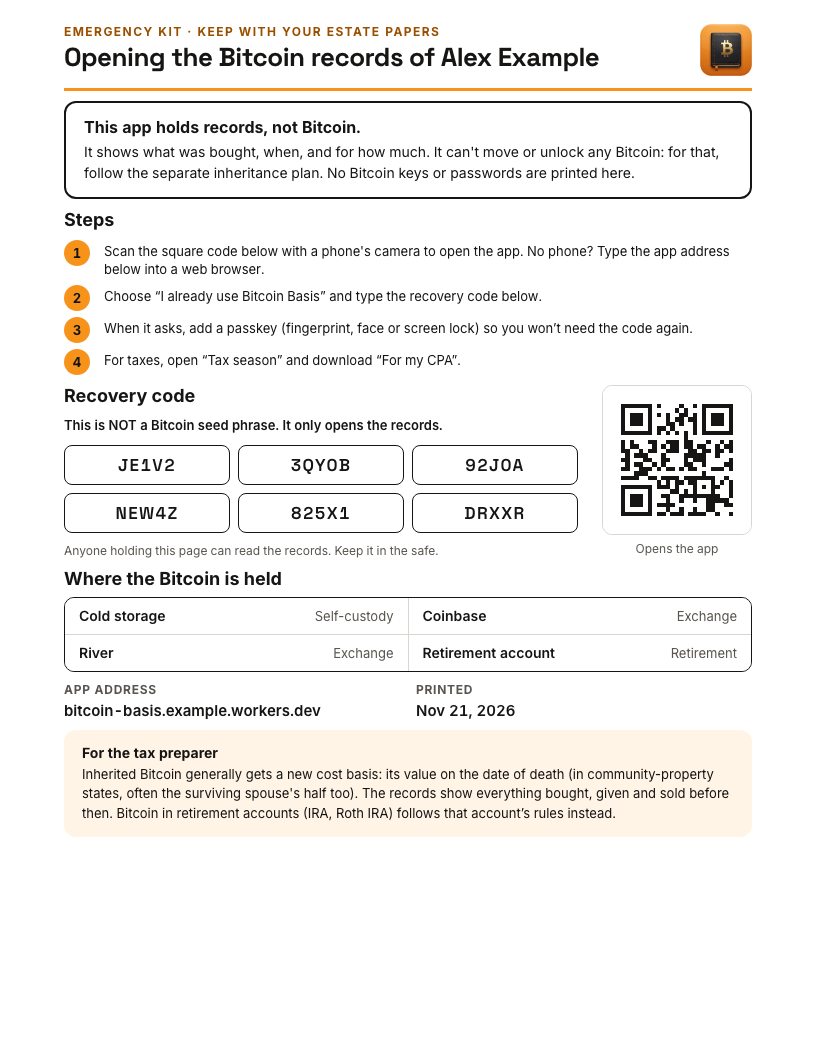 EMERGENCY KIT · KEEP WITH YOUR ESTATE PAPERS
Opening the Bitcoin records of Alex Example
This app holds records, not Bitcoin.
It shows what was bought, when, and for how much. It can't move or unlock any Bitcoin: for that,
follow the separate inheritance plan. No Bitcoin keys or passwords are printed here.
Steps
1 Scan the square code below with a phone's camera to open the app. No phone? Type the app address
below into a web browser.
2 Choose “I already use Bitcoin Basis” and type the recovery code below.
3 When it asks, add a passkey (fingerprint, face or screen lock) so you won’t need the code again.
4 For taxes, open “Tax season” and download “For my CPA”.
Recovery code
This is NOT a Bitcoin seed phrase. It only opens the records.
JE1V2 3QYOB 92JOA
NEW4Z 825X1 DRXXR
Anyone holding this page can read the records. Keep it in the safe.
Opens the app
Where the Bitcoin is held
Cold storage Self-custody Coinbase Exchange
River Exchange Retirement account Retirement
APP ADDRESS PRINTED
bitcoin-basis.example.workers.dev Nov 21, 2026
For the tax preparer
Inherited Bitcoin generally gets a new cost basis: its value on the date of death (in community-property
states, often the surviving spouse's half too). The records show everything bought, given and sold before
then. Bitcoin in retirement accounts (IRA, Roth IRA) follows that account’s rules instead.